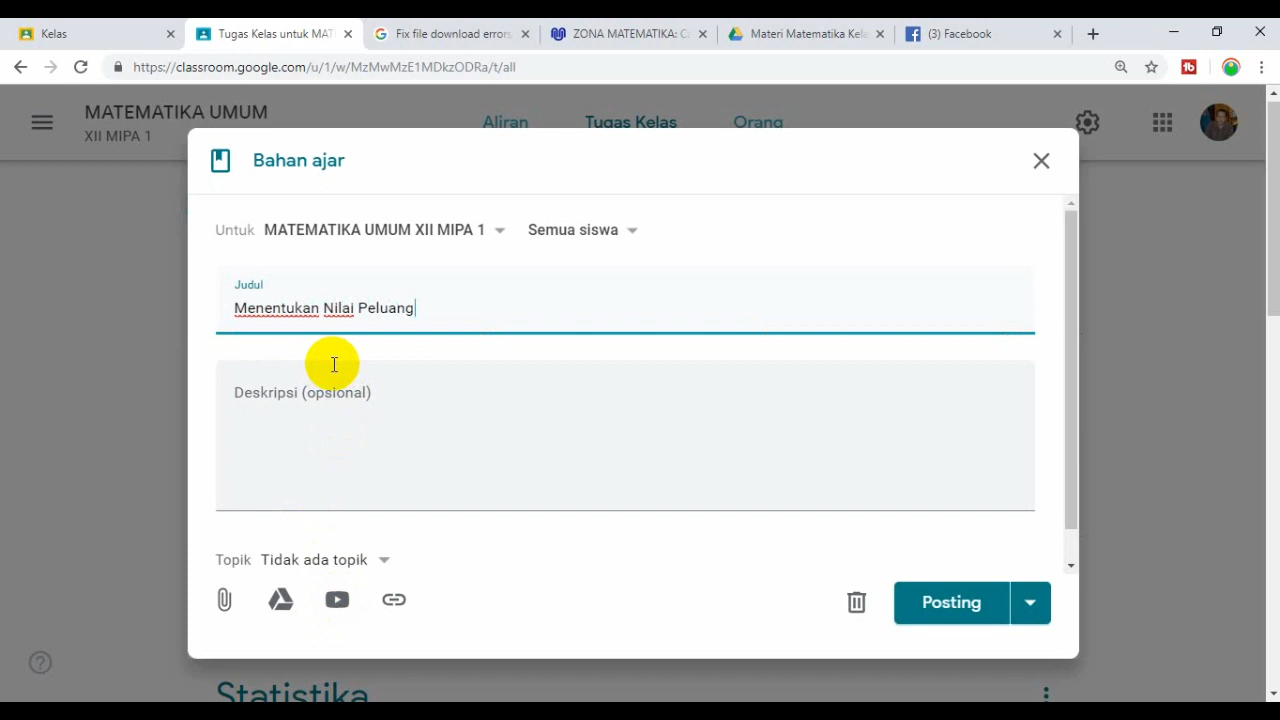 Kelas
Tugas Kelas untuk MAT
Fix file download errors
ZONA MATEMATIKA: C
Materi Matematika Kela
(3) Facebook
https://classroom.google.com/u/1/w/MzMwMzE1MDkzODRa/t/all
MATEMATIKA UMUM
XII MIPA 1
Aliran
Tugas Kelas
Orang
Bahan ajar
Untuk MATEMATIKA UMUM XII MIPA 1 Semua siswa
Judul
Menentukan Nilai Peluang
Deskripsi (opsional)
Topik Tidak ada topik
Posting
Statistika